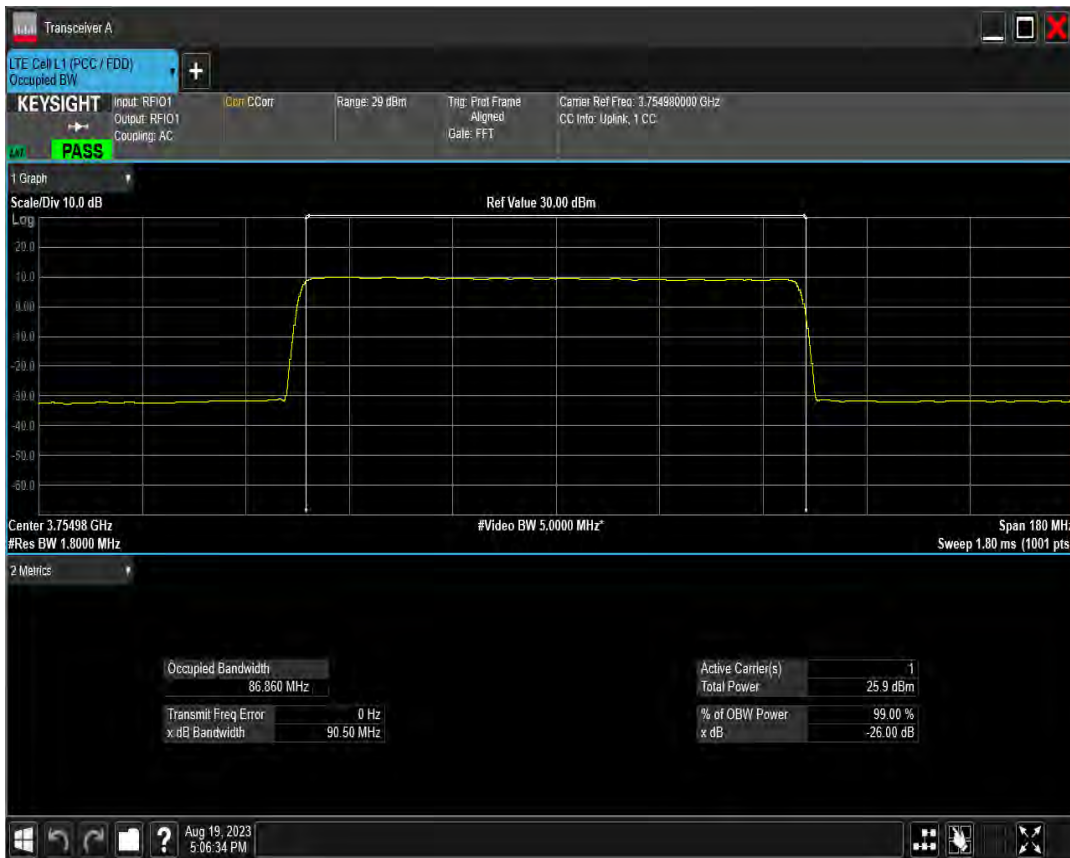 Transceiver A
LTE Cell L1 (PCC / FDD)
Occupied BW
+
KEYSIGHT
PASS
Input: RFIO1
Output: RFIO1
Coupling: AC
Corr CCorr
Range: 29 dBm
Trig: Prot Frame
Aligned
Gate: FFT
Carrier Ref Freq: 3.754980000 GHz
CC Info: Uplink, 1 CC
1 Graph
Scale/Div 10.0 dB
Ref Value 30.00 dBm
Log
20.0
10.0
0.00
-10.0
-20.0
-30.0
-40.0
-50.0
-60.0
Center 3.75498 GHz
#Video BW 5.0000 MHz*
Span 180 MHz
#Res BW 1.8000 MHz
Sweep 1.80 ms (1001 pts
2 Metrics
Occupied Bandwidth
86.860 MHz
Transmit Freq Error 0 Hz
x dB Bandwidth 90.50 MHz
Active Carrier(s) 1
Total Power 25.9 dBm
% of OBW Power 99.00 %
x dB -26.00 dB
?
Aug 19, 2023
5:06:34 PM